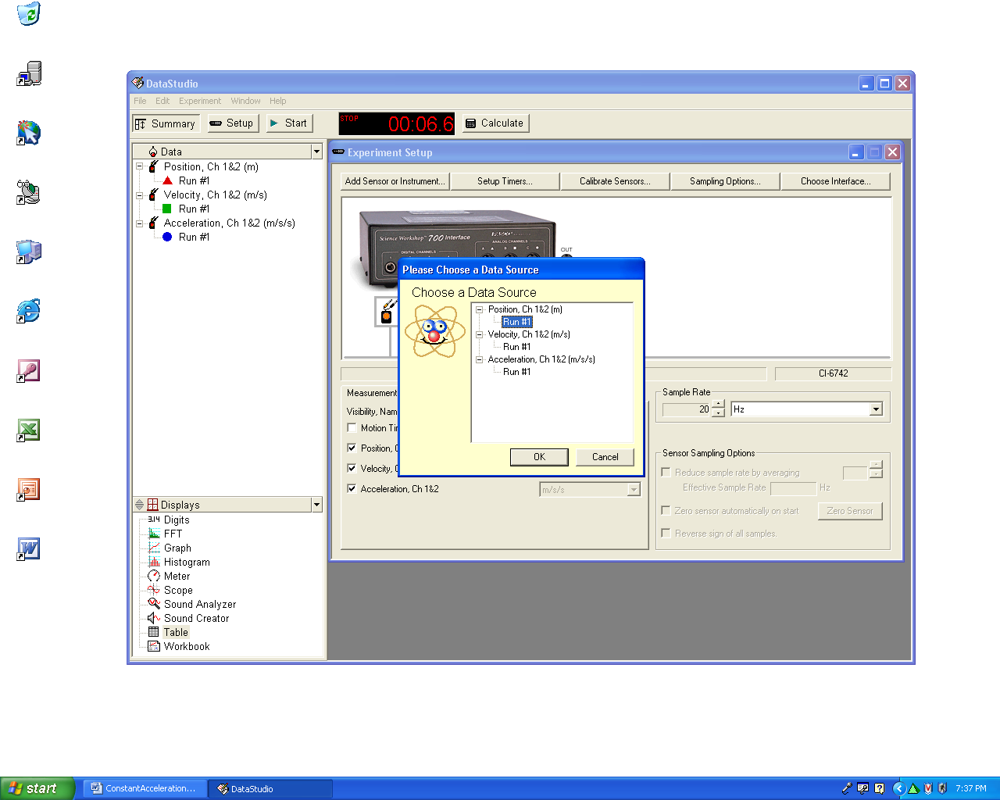 DataStudio
File Edit Experiment Window Help
Summary Setup Start STOP 00:06.6 Calculate
Data
Position, Ch 1&2 (m)
Run #1
Velocity, Ch 1&2 (m/s)
Run #1
Acceleration, Ch 1&2 (m/s/s)
Run #1
Displays
3.14 Digits
FFT
Graph
Histogram
Meter
Scope
Sound Analyzer
Sound Creator
Table
Workbook
Experiment Setup
Add Sensor or Instrument... Setup Timers... Calibrate Sensors... Sampling Options... Choose Interface...
Science Workshop™ 700 Interface
PASCO
ANALOG CHANNELS
A B C
DIGITAL CHANNELS
1
OUT
Please Choose a Data Source
Choose a Data Source
Position, Ch 1&2 (m)
Run #1
Velocity, Ch 1&2 (m/s)
Run #1
Acceleration, Ch 1&2 (m/s/s)
Run #1
OK Cancel
CI-6742
Measurement
Visibility, Nam
Motion Tir
Position, C
Velocity, C
Acceleration, Ch 1&2 m/s/s
Sample Rate
20 Hz
Sensor Sampling Options
Reduce sample rate by averaging
Effective Sample Rate Hz
Zero sensor automatically on start Zero Sensor
Reverse sign of all samples.
start ConstantAcceleration... DataStudio 7:37 PM